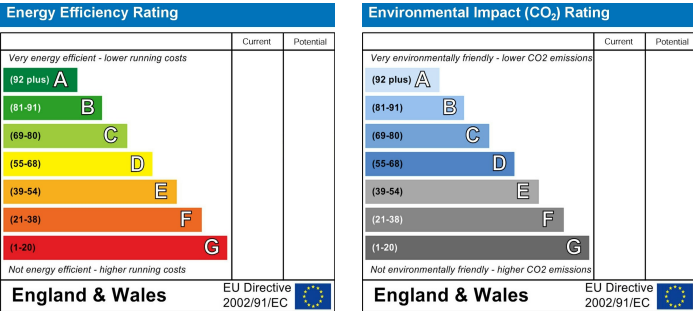 Energy Efficiency Rating
Current Potential
Very energy efficient - lower running costs
(92 plus) A
(81-91) B
(69-80) C
(55-68) D
(39-54) E
(21-38) F
(1-20) G
Not energy efficient - higher running costs
England & Wales
EU Directive
2002/91/EC
Environmental Impact (CO₂) Rating
Current Potential
Very environmentally friendly - lower CO2 emissions
(92 plus) A
(81-91) B
(69-80) C
(55-68) D
(39-54) E
(21-38) F
(1-20) G
Not environmentally friendly - higher CO2 emissions
England & Wales
EU Directive
2002/91/EC